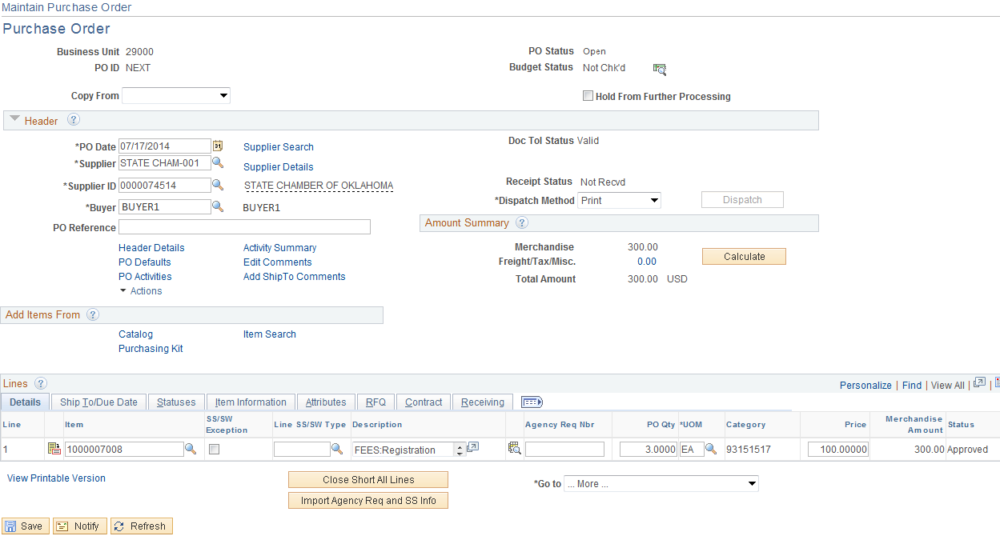 Maintain Purchase Order
Purchase Order
Business Unit 29000
PO Status Open
PO ID NEXT
Budget Status Not Chk'd
Copy From
Hold From Further Processing
Header ?
*PO Date 07/17/2014 31 Supplier Search
Doc Tol Status Valid
*Supplier STATE CHAM-001 Supplier Details
*Supplier ID 0000074514 STATE CHAMBER OF OKLAHOMA
Receipt Status Not Recvd
*Dispatch Method Print Dispatch
*Buyer BUYER1 BUYER1
PO Reference
Amount Summary ?
Header Details Activity Summary
Merchandise 300.00
PO Defaults Edit Comments
Freight/Tax/Misc. 0.00 Calculate
PO Activities Add ShipTo Comments
Total Amount 300.00 USD
Actions
Add Items From ?
Catalog Item Search
Purchasing Kit
Lines ?
Personalize | Find | View All | |
Details Ship To/Due Date Statuses Item Information Attributes RFQ Contract Receiving
Line Item SS/SW Exception Line SS/SW Type Description Agency Req Nbr PO Qty *UOM Category Price Merchandise Amount Status
1 1000007008 FEES:Registration 3.0000 EA 93151517 100.00000 300.00 Approved
View Printable Version Close Short All Lines *Go to ... More ...
Import Agency Req and SS Info
Save Notify Refresh